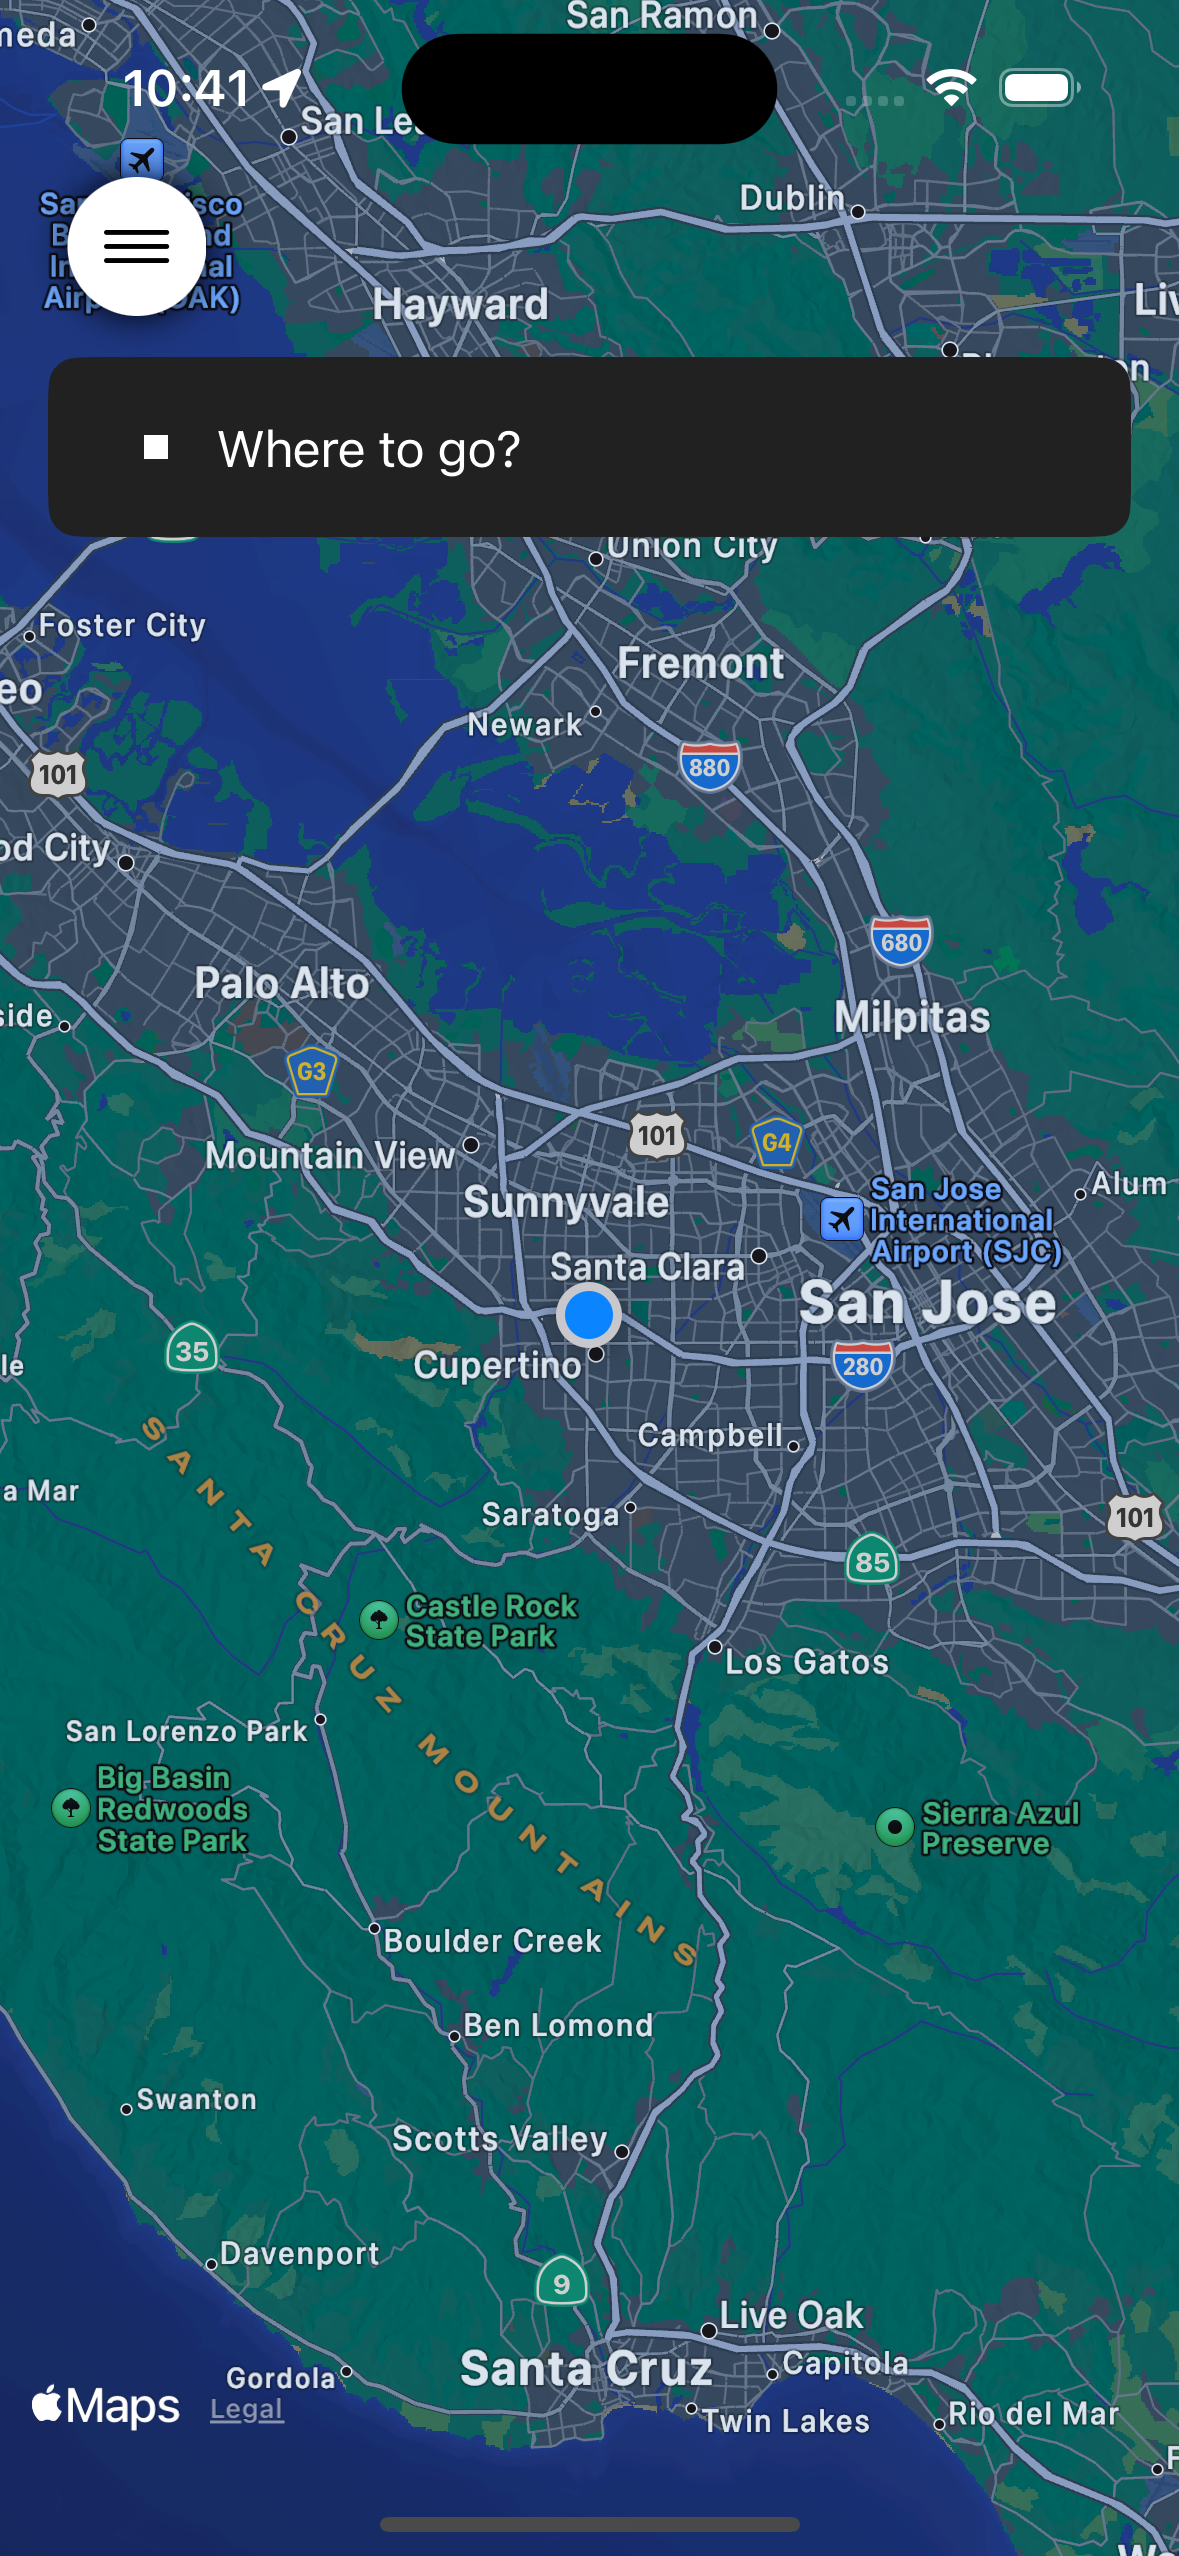 San Ramon
10:41
Dublin
Hayward
Where to go?
Union City
Foster City
Fremont
Newark
101
880
680
Palo Alto
Milpitas
G3
101
G4
Mountain View
Sunnyvale
San Jose
International
Airport (SJC)
Alum
Santa Clara
San Jose
35
280
Cupertino
Campbell
Saratoga
101
85
SANTA CRUZ MOUNTAINS
Castle Rock
State Park
Los Gatos
San Lorenzo Park
Big Basin
Redwoods
State Park
Sierra Azul
Preserve
Boulder Creek
Ben Lomond
Swanton
Scotts Valley
Davenport
9
Live Oak
Santa Cruz
Capitola
Gordola
Maps
Legal
Twin Lakes
Rio del Mar